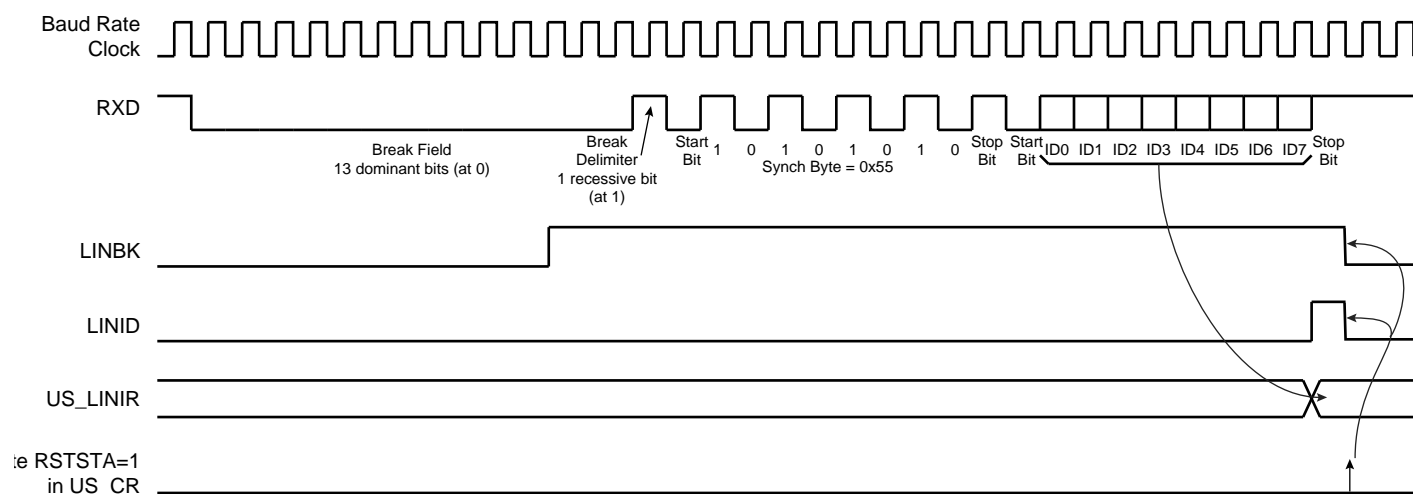 Baud Rate
Clock
RXD
Break Field
13 dominant bits (at 0)
Break
Delimiter
1 recessive bit
(at 1)
Start
Bit
1 0 1 0 1 0 1 0
Synch Byte = 0x55
Stop
Bit
Start
Bit
ID0 ID1 ID2 ID3 ID4 ID5 ID6 ID7
Stop
Bit
LINBK
LINID
US_LINIR
te RSTSTA=1
in US_CR